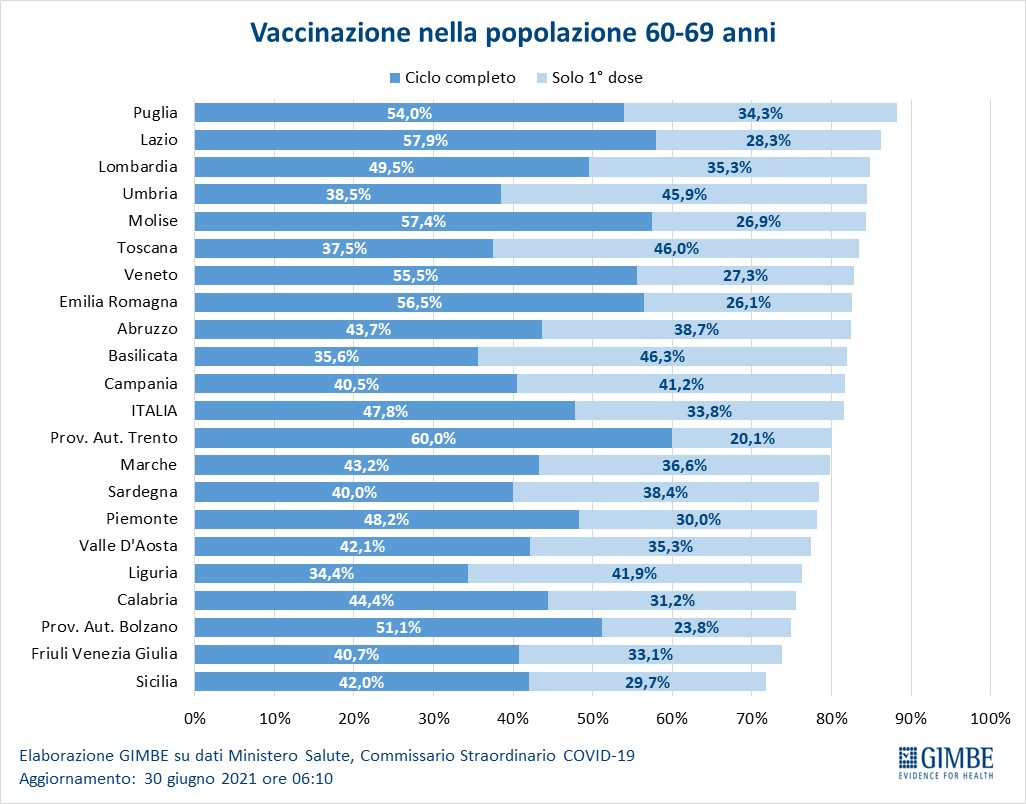 Vaccinazione nella popolazione 60-69 anni
Ciclo completo Solo 1° dose
Puglia 54,0% 34,3%
Lazio 57,9% 28,3%
Lombardia 49,5% 35,3%
Umbria 38,5% 45,9%
Molise 57,4% 26,9%
Toscana 37,5% 46,0%
Veneto 55,5% 27,3%
Emilia Romagna 56,5% 26,1%
Abruzzo 43,7% 38,7%
Basilicata 35,6% 46,3%
Campania 40,5% 41,2%
ITALIA 47,8% 33,8%
Prov. Aut. Trento 60,0% 20,1%
Marche 43,2% 36,6%
Sardegna 40,0% 38,4%
Piemonte 48,2% 30,0%
Valle D'Aosta 42,1% 35,3%
Liguria 34,4% 41,9%
Calabria 44,4% 31,2%
Prov. Aut. Bolzano 51,1% 23,8%
Friuli Venezia Giulia 40,7% 33,1%
Sicilia 42,0% 29,7%
0% 10% 20% 30% 40% 50% 60% 70% 80% 90% 100%
Elaborazione GIMBE su dati Ministero Salute, Commissario Straordinario COVID-19
Aggiornamento: 30 giugno 2021 ore 06:10
GIMBE
EVIDENCE FOR HEALTH